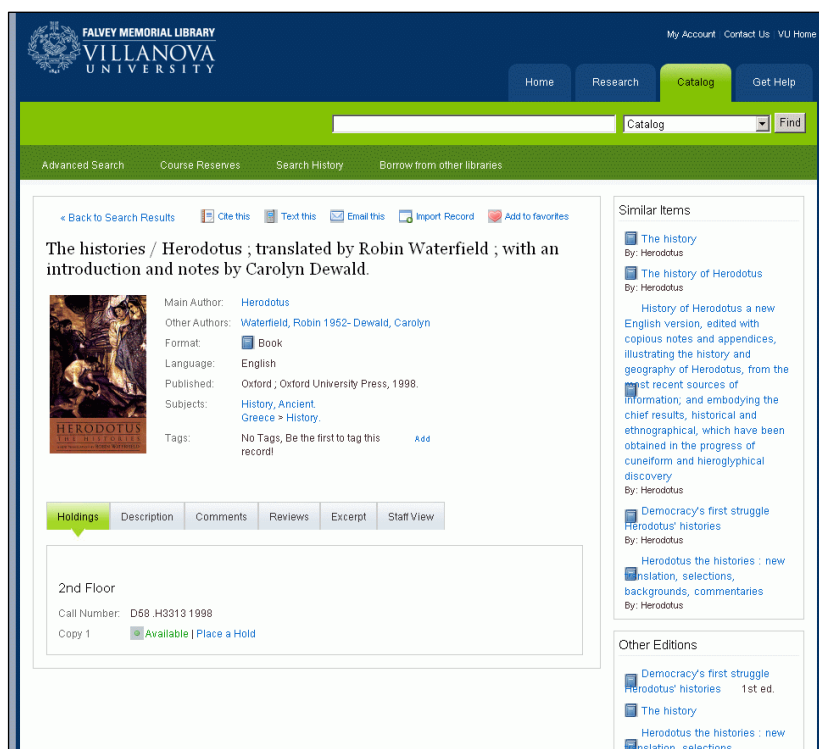 FALVEY MEMORIAL LIBRARY
VILLANOVA
UNIVERSITY
My Account Contact Us VU Home
Home Research Catalog Get Help
Catalog Find
Advanced Search Course Reserves Search History Borrow from other libraries
« Back to Search Results Cite this Text this Email this Import Record Add to favorites
The histories / Herodotus ; translated by Robin Waterfield ; with an
introduction and notes by Carolyn Dewald.
HERODOTUS
THE HISTORIES
Main Author: Herodotus
Other Authors: Waterfield, Robin 1952- Dewald, Carolyn
Format: Book
Language: English
Published: Oxford ; Oxford University Press, 1998.
Subjects: History, Ancient.
Greece > History.
Tags: No Tags, Be the first to tag this Add
record!
Holdings Description Comments Reviews Excerpt Staff View
2nd Floor
Call Number: D58 .H3313 1998
Copy 1 Available | Place a Hold
Similar Items
The history
By: Herodotus
The history of Herodotus
By: Herodotus
History of Herodotus a new
English version, edited with
copious notes and appendices,
illustrating the history and
geography of Herodotus, from the
most recent sources of
information; and embodying the
chief results, historical and
ethnographical, which have been
obtained in the progress of
cuneiform and hieroglyphical
discovery
By: Herodotus
Democracy's first struggle
Herodotus' histories
By: Herodotus
Herodotus the histories : new
translation, selections,
backgrounds, commentaries
By: Herodotus
Other Editions
Democracy's first struggle
Herodotus' histories 1st ed.
The history
Herodotus the histories : new
translation, selections